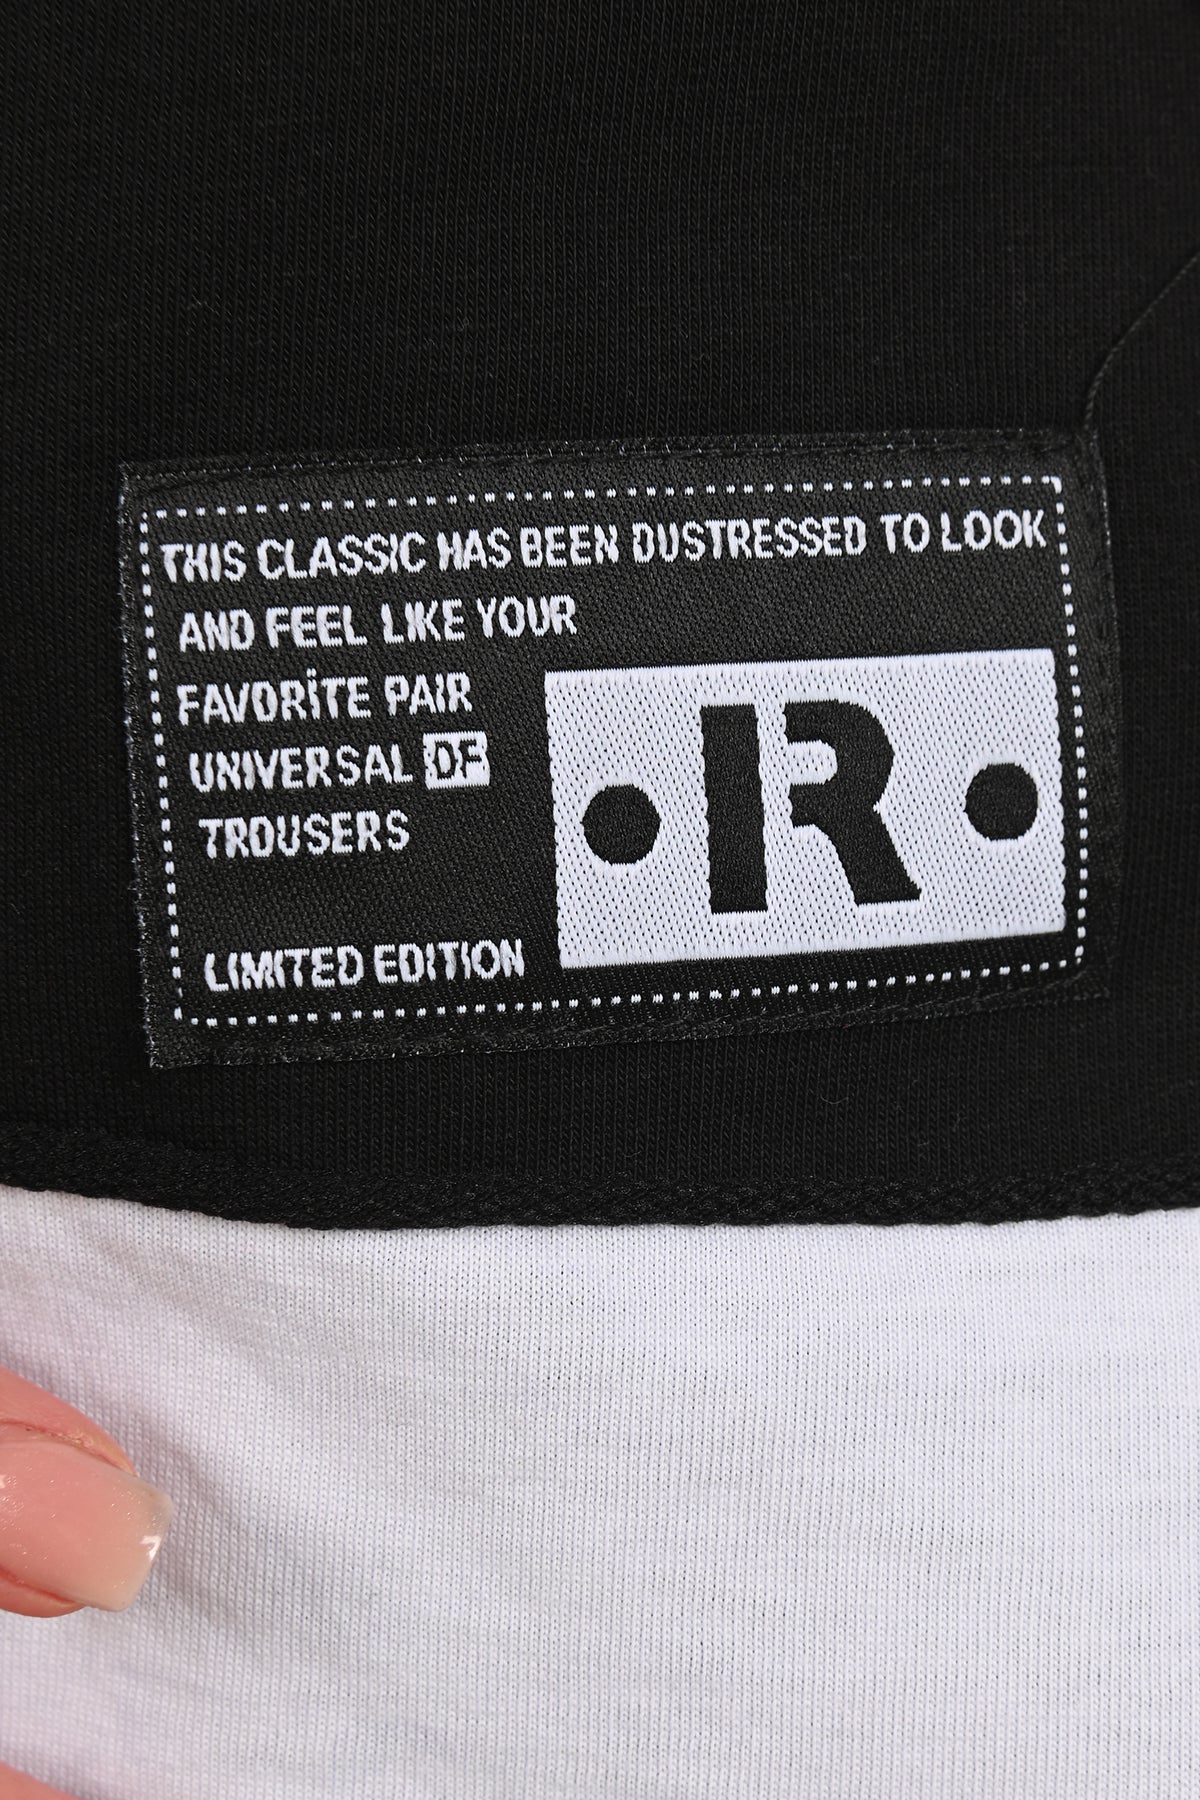 THIS CLASSIC HAS BEEN DUSTRESSED TO LOOK
AND FEEL LIKE YOUR
FAVORİTE PAIR
UNIVERSAL DF
TROUSERS
R
LIMITED EDITION